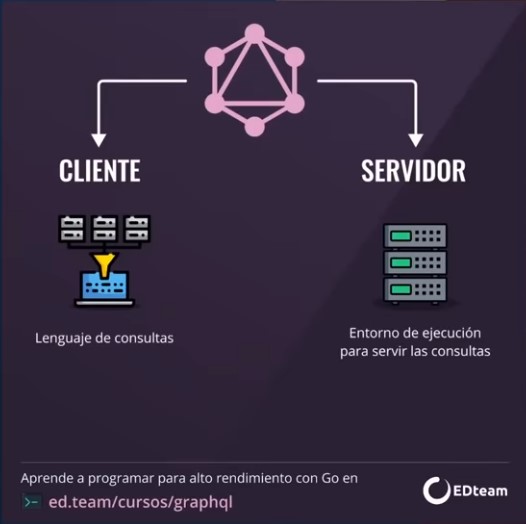 CLIENTE
SERVIDOR
Lenguaje de consultas
Entorno de ejecución
para servir las consultas
Aprende a programar para alto rendimiento con Go en
>- ed.team/cursos/graphql
EDteam